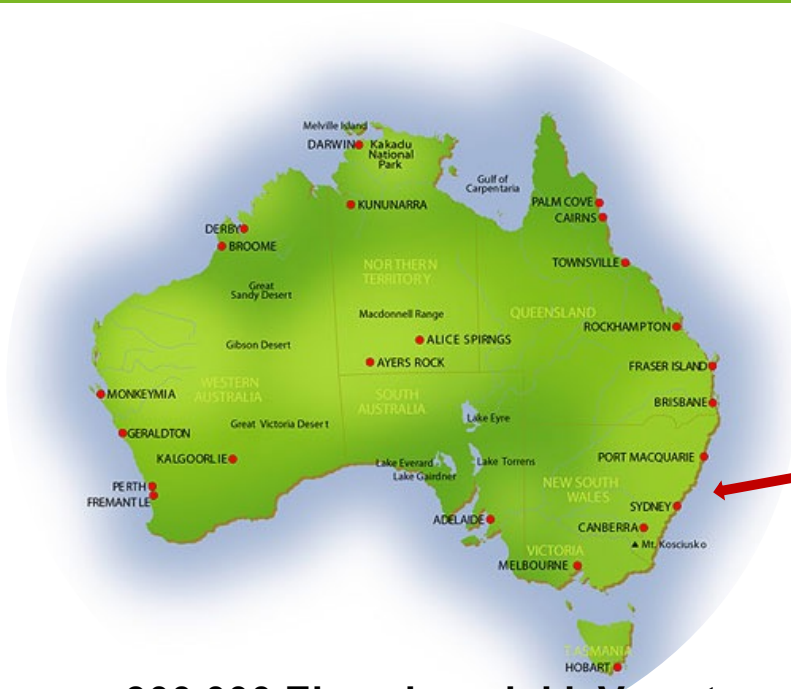 Melville Island
DARWIN
Kakadu
National
Park
Gulf of
Carpentaria
KUNUNARRA
PALM COVE
CAIRNS
DERBY
BROOME
NORTHERN
TERRITORY
TOWNSVILLE
Great
Sandy Desert
Macdonnell Range
QUEENSLAND
ROCKHAMPTON
Gibson Desert
ALICE SPIRNGS
AYERS ROCK
FRASER ISLAND
WESTERN
AUSTRALIA
MONKEYMIA
SOUTH
AUSTRALIA
BRISBANE
Lake Eyre
Great Victoria Desert
GERALDTON
KALGOORLIE
Lake Everard
Lake Torrens
PORT MACQUARIE
Lake Gairdner
PERTH
FREMANTLE
NEW SOUTH
WALES
SYDNEY
ADELAIDE
CANBERRA
Mt. Kosciusko
VICTORIA
MELBOURNE
TASMANIA
HOBART